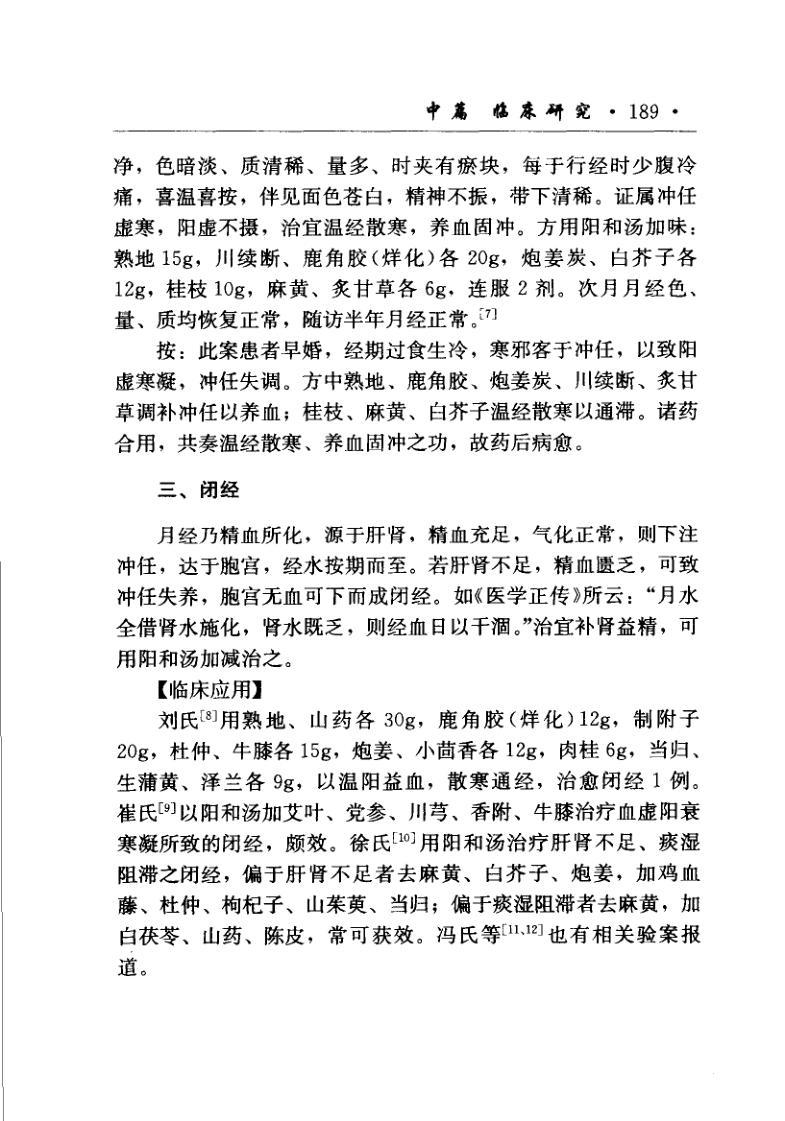 中篇 临床研究 · 189 ·
净，色暗淡、质清稀、量多、时夹有瘀块，每于行经时少腹冷
痛，喜温喜按，伴见面色苍白，精神不振，带下清稀。证属冲任
虚寒，阳虚不摄，治宜温经散寒，养血固冲。方用阳和汤加味：
熟地 15g，川续断、鹿角胶（烊化）各 20g，炮姜炭、白芥子各
12g，桂枝 10g，麻黄、炙甘草各 6g，连服 2 剂。次月月经色、
量、质均恢复正常，随访半年月经正常。[7]
按：此案患者早婚，经期过食生冷，寒邪客于冲任，以致阳
虚寒凝，冲任失调。方中熟地、鹿角胶、炮姜炭、川续断、炙甘
草调补冲任以养血；桂枝、麻黄、白芥子温经散寒以通滞。诸药
合用，共奏温经散寒、养血固冲之功，故药后病愈。
三、闭经
月经乃精血所化，源于肝肾，精血充足，气化正常，则下注
冲任，达于胞宫，经水按期而至。若肝肾不足，精血匮乏，可致
冲任失养，胞宫无血可下而成闭经。如《医学正传》所云：“月水
全借肾水施化，肾水既乏，则经血日以干涸。”治宜补肾益精，可
用阳和汤加减治之。
【临床应用】
刘氏[8]用熟地、山药各 30g，鹿角胶（烊化）12g，制附子
20g，杜仲、牛膝各 15g，炮姜、小茴香各 12g，肉桂 6g，当归、
生蒲黄、泽兰各 9g，以温阳益血，散寒通经，治愈闭经 1 例。
崔氏[9]以阳和汤加艾叶、党参、川芎、香附、牛膝治疗血虚阳衰
寒凝所致的闭经，颇效。徐氏[10]用阳和汤治疗肝肾不足、痰湿
阻滞之闭经，偏于肝肾不足者去麻黄、白芥子、炮姜，加鸡血
藤、杜仲、枸杞子、山茱萸、当归；偏于痰湿阻滞者去麻黄，加
白茯苓、山药、陈皮，常可获效。冯氏等[11、12]也有相关验案报
道。